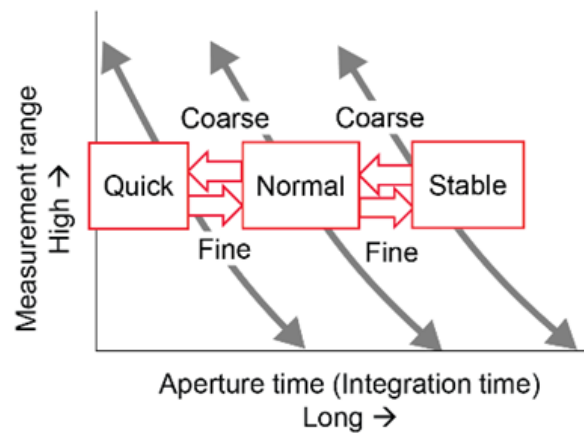 Measurement range
High →
Coarse
Coarse
Quick
Normal
Stable
Fine
Fine
Aperture time (Integration time)
Long →